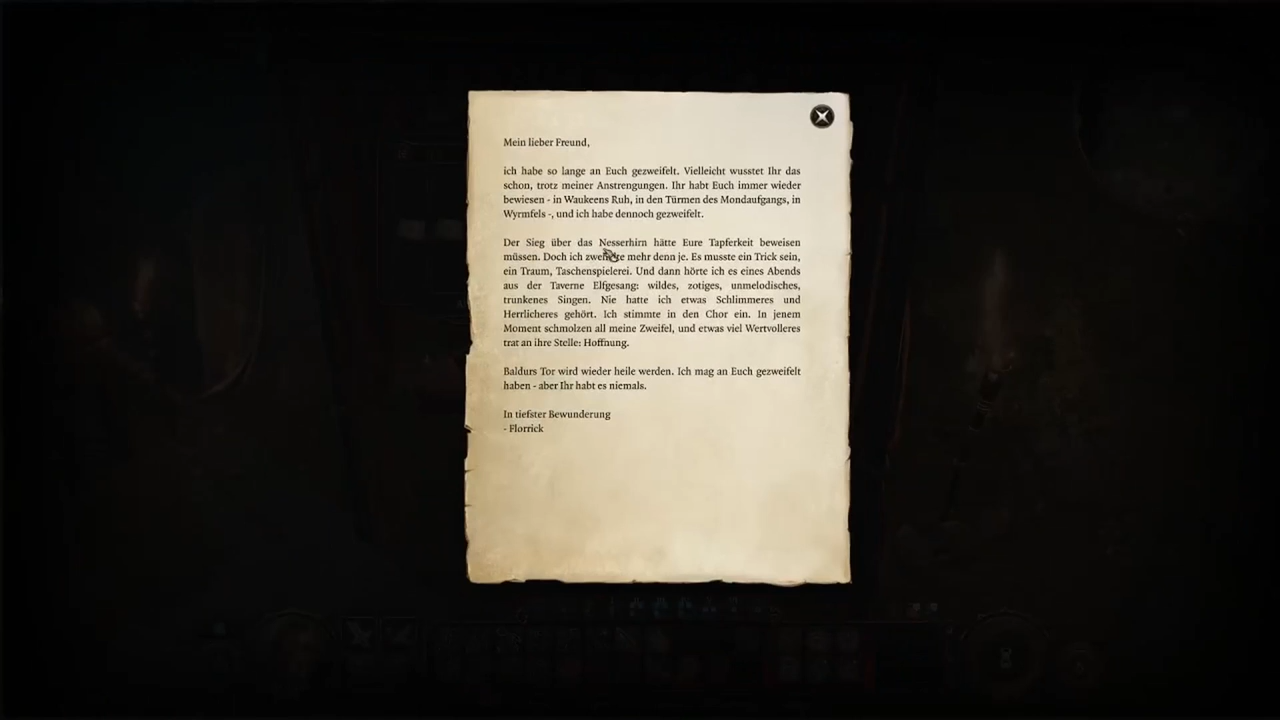 Mein lieber Freund,
ich habe so lange an Euch gezweifelt. Vielleicht wusstet Ihr das
schon, trotz meiner Anstrengungen. Ihr habt Euch immer wieder
bewiesen - in Waukeens Ruh, in den Türmen des Mondaufgangs, in
Wyrmfels -, und ich habe dennoch gezweifelt.
Der Sieg über das Nesserhirn hätte Eure Tapferkeit beweisen
müssen. Doch ich zweifelte mehr denn je. Es musste ein Trick sein,
ein Traum, Taschenspielerei. Und dann hörte ich es eines Abends
aus der Taverne Elfgesang: wildes, zotiges, unmelodisches,
trunkenes Singen. Nie hatte ich etwas Schlimmeres und
Herrlicheres gehört. Ich stimmte in den Chor ein. In jenem
Moment schmolzen all meine Zweifel, und etwas viel Wertvolleres
trat an ihre Stelle: Hoffnung.
Baldurs Tor wird wieder heile werden. Ich mag an Euch gezweifelt
haben - aber Ihr habt es niemals.
In tiefster Bewunderung
- Florrick